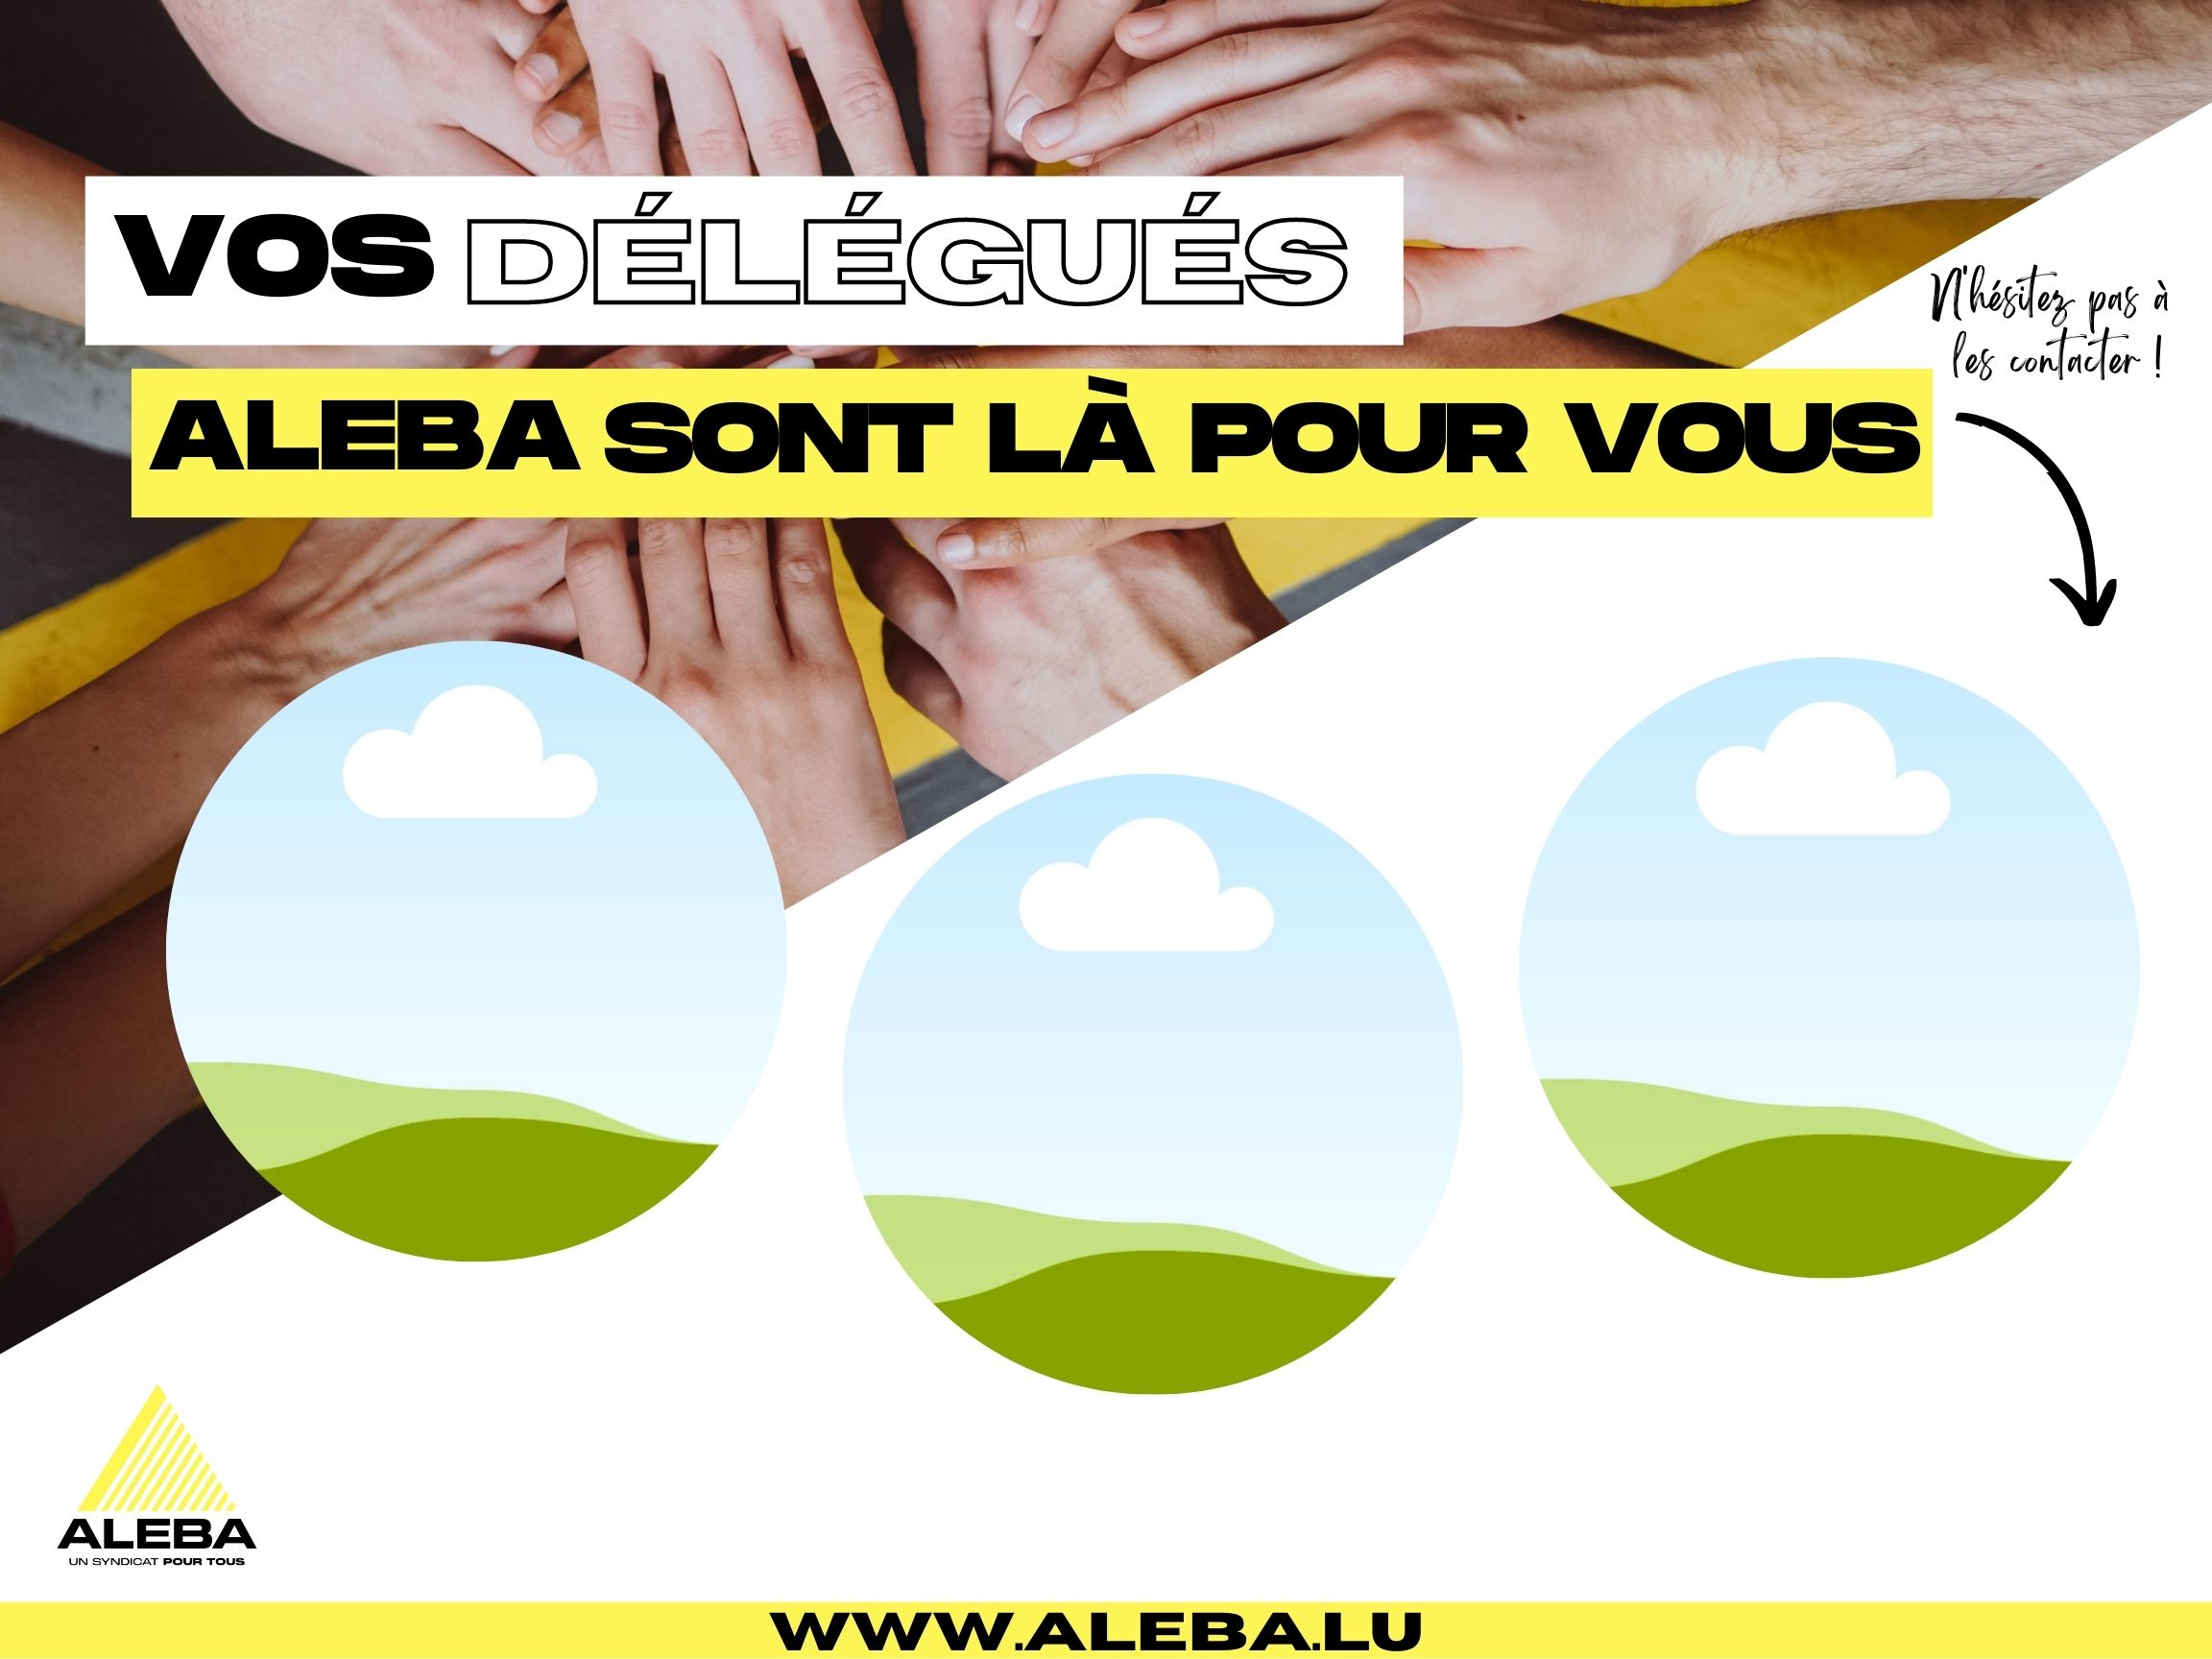 VOS DÉLÉGUÉS
N'hésitez pas à
les contacter !
ALEBA SONT LÀ POUR VOUS
ALEBA
UN SYNDICAT POUR TOUS
WWW.ALEBA.LU